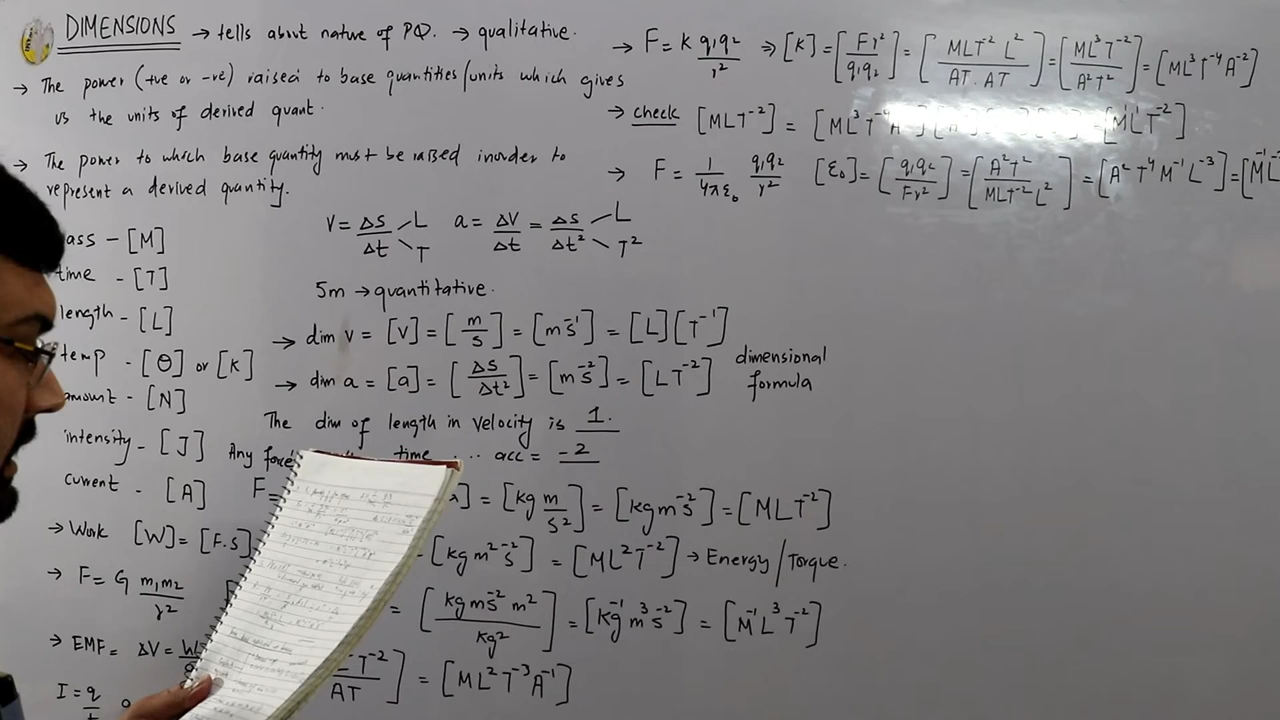 DIMENSIONS → tells about nature of PQ. → qualitative.
→ The power (+ve or -ve) raised to base quantities/units which gives
us the units of derived quant.
→ The power to which base quantity must be raised inorder to
represent a derived quantity.
V = Δs/Δt L T a = ΔV/Δt = Δs/Δt² L T²
ass - [M]
time - [T]
length - [L]
temp - [Θ] or [K]
amount - [N]
intensity - [J]
current - [A]
5m → quantitative.
→ dim v = [V] = [m/s] = [ms⁻¹] = [L][T⁻¹]
→ dim a = [a] = [Δs/Δt²] = [ms⁻²] = [LT⁻²] dimensional formula
The dim of length in velocity is 1.
Any force time acc = -2
F = ] = [kg m/s²] = [kgms⁻²] = [MLT⁻²]
→ Work [W] = [F.S] [kgm²s⁻²] = [ML²T⁻²] → Energy/Torque.
→ F = G m₁m₂/r² = [kgms⁻²m²/kg²] = [kg⁻¹m³s⁻²] = [M⁻¹L³T⁻²]
→ EMF = ΔV = T⁻²/AT] = [ML²T⁻³A⁻¹]
I = q/t
→ F = K q₁q₂/r² ⇒ [K] = [Fr²/q₁q₂] = [MLT⁻²L²/AT.AT] = [ML³T⁻²/A²T²] = [ML³T⁻⁴A⁻²]
→ check [MLT⁻²] = [ML³T⁻⁴A [M¹L¹T⁻²]
→ F = 1/4πε₀ q₁q₂/r² [ε₀] = [q₁q₂/Fr²] = [A²T²/MLT⁻²L²] = [A²T⁴M⁻¹L⁻³] = [M⁻¹L